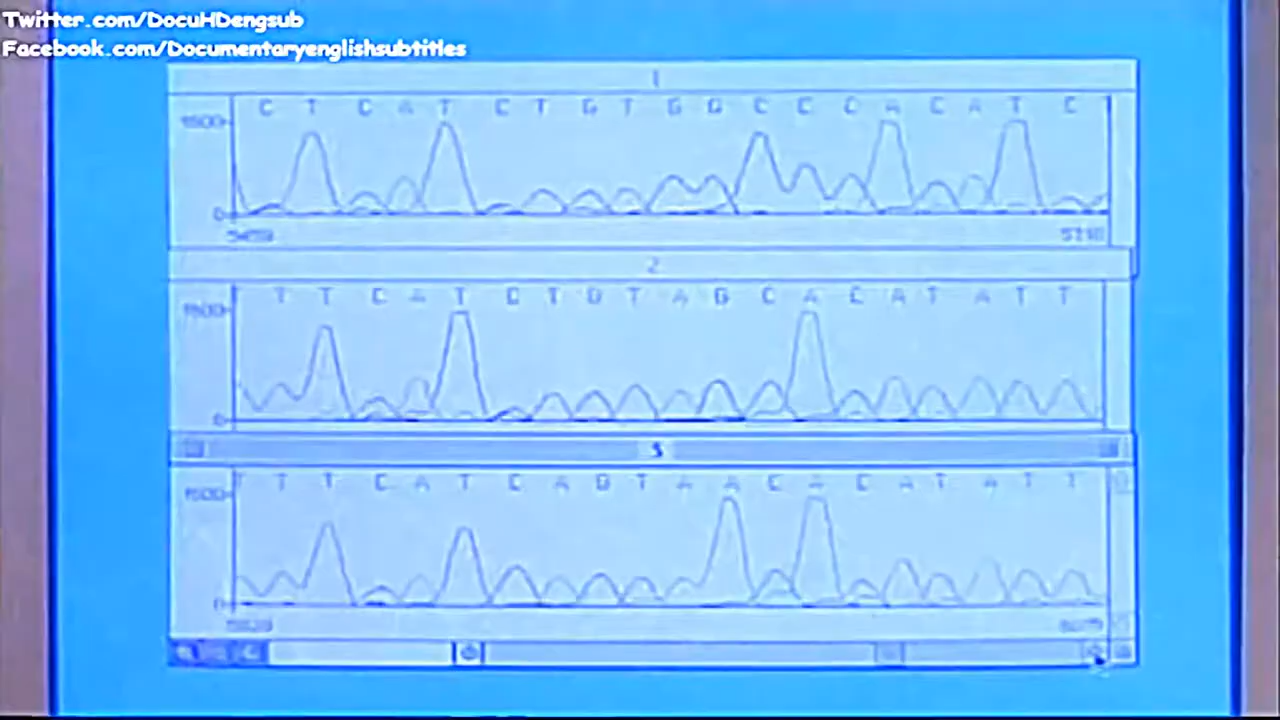 Twitter.com/DocuHDengsub
Facebook.com/Documentaryenglishsubtitles
1
C T C A T C T G T G G C C C A C A T C T
1500
0
2
T T C A T C T G T A G C A C A T A T T
1500
0
3
T T T C A T C A G T A A C A C A T A T T
1500
0